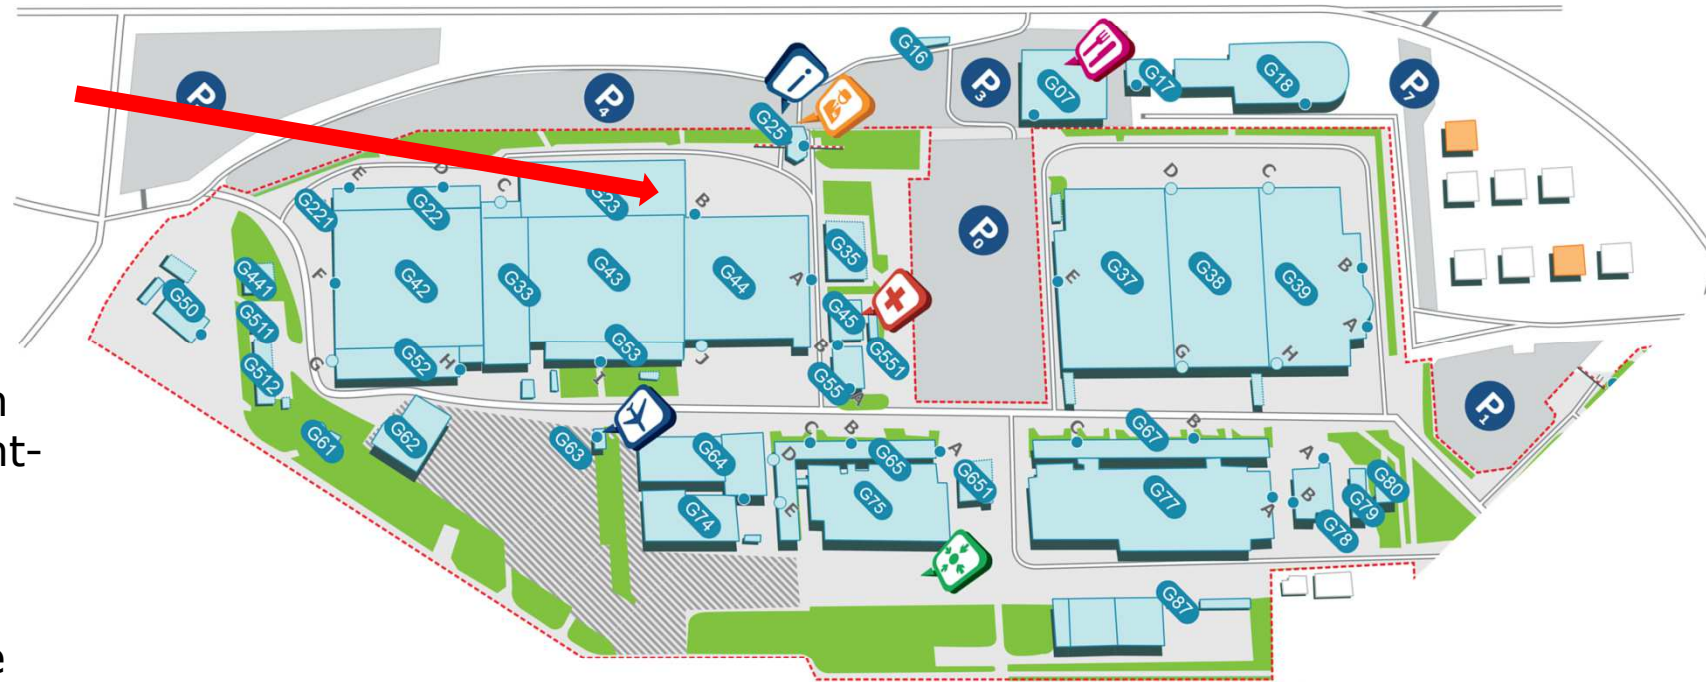 G16
P3
G07
G17
G18
P7
P4
G25
E
D
C
G221
G22
G23
B
D
C
G35
P0
F
G42
G33
G43
G44
A
E
G37
G38
G39
B
A
G441
G50
G511
G512
G45
G551
B
G55
A
G
G52
H
G53
I
J
G
H
P1
n
nt-
e
G61
G62
G63
G64
C
B
D
G65
A
G651
G74
E
G75
G67
B
G77
A
A
B
G78
G79
G80
G87